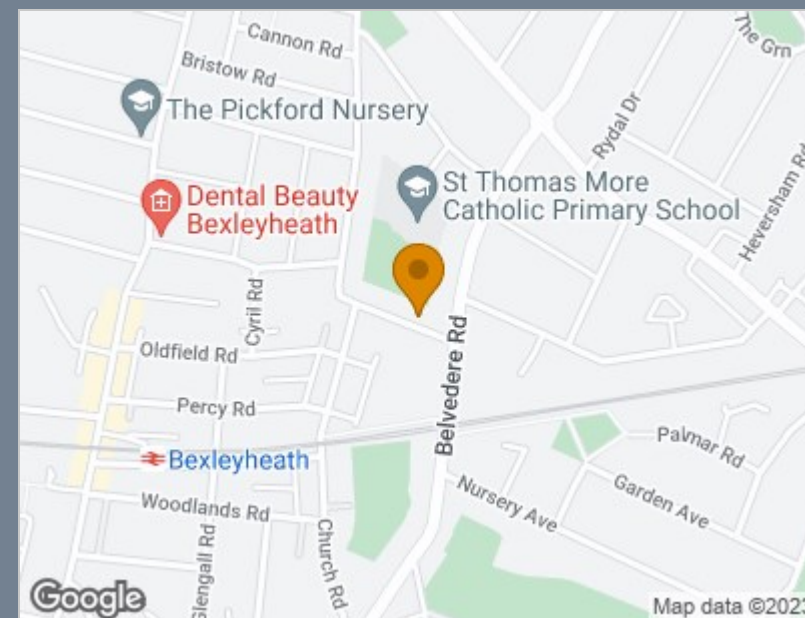 Cannon Rd
The Grn
Bristow Rd
The Pickford Nursery
Rydal Dr
Heversham Rd
St Thomas More
Catholic Primary School
Dental Beauty
Bexleyheath
Cyril Rd
Oldfield Rd
Belvedere Rd
Percy Rd
Palmar Rd
Bexleyheath
Garden Ave
Nursery Ave
Woodlands Rd
Church Rd
Glengall Rd
Google
Map data ©2023